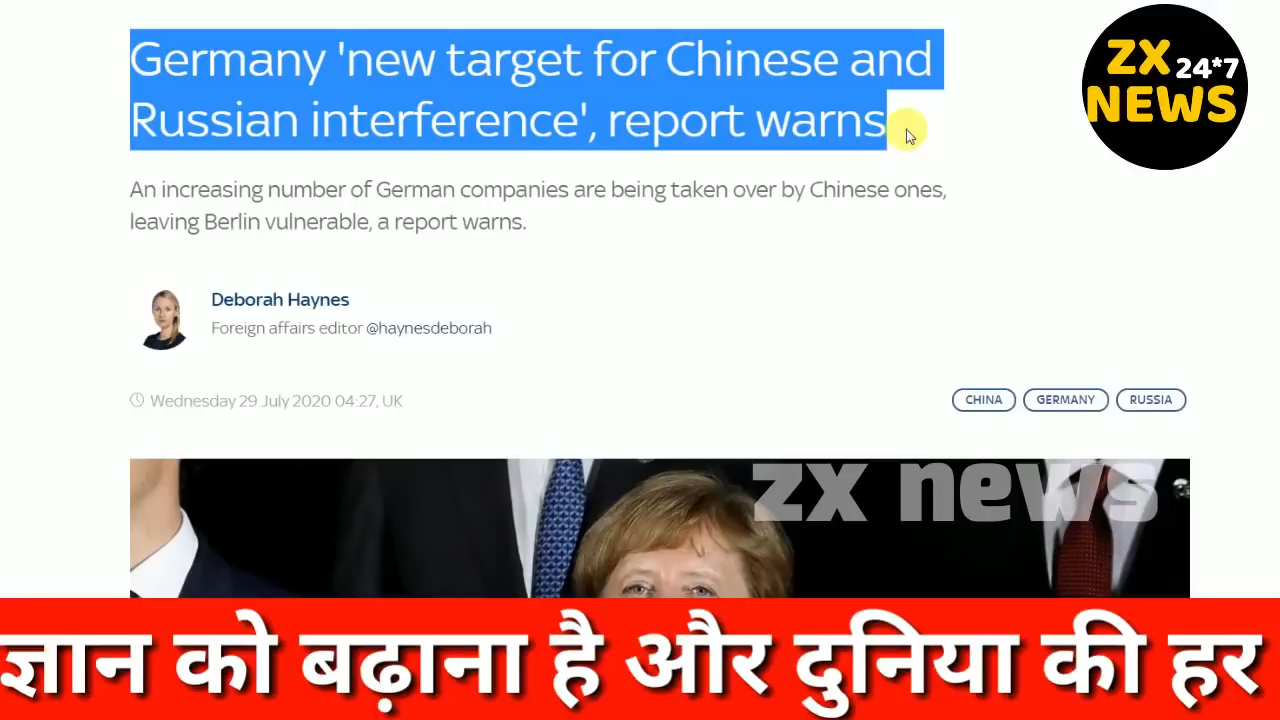 Germany 'new target for Chinese and
Russian interference', report warns
ZX 24*7
NEWS
An increasing number of German companies are being taken over by Chinese ones,
leaving Berlin vulnerable, a report warns.
Deborah Haynes
Foreign affairs editor @haynesdeborah
Wednesday 29 July 2020 04:27, UK
CHINA GERMANY RUSSIA
zx news
ज्ञान को बढ़ाना है और दुनिया की हर